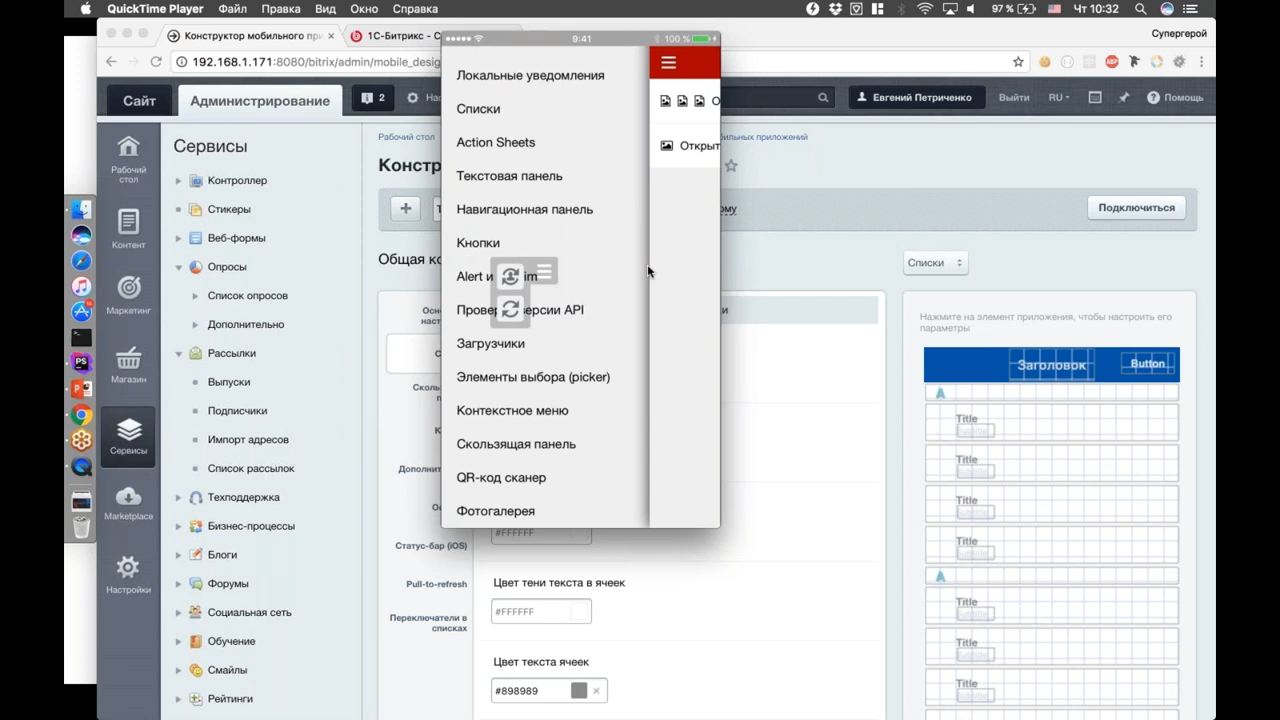 QuickTime Player Файл Правка Вид Окно Справка 97 % Чт 10:32
Конструктор мобильного при 1С-Битрикс - С Супергерой
192.168.1.171:8080/bitrix/admin/mobile_desig
Сайт Администрирование 2 Евгений Петриченко Выйти RU Помощь
9:41 100 %
Локальные уведомления
Списки
Action Sheets
Текстовая панель
Навигационная панель
Кнопки
Загрузчики
Элементы выбора (picker)
Контекстное меню
Скользящая панель
QR-код сканер
Фотогалерея
Открыт
Рабочий стол
Контент
Маркетинг
Магазин
Сервисы
Marketplace
Настройки
Сервисы
Контроллер
Стикеры
Веб-формы
Опросы
Список опросов
Дополнительно
Рассылки
Выпуски
Подписчики
Импорт адресов
Список рассылок
Техподдержка
Бизнес-процессы
Блоги
Форумы
Социальная сеть
Обучение
Смайлы
Рейтинги
Рабочий стол бильных приложений
Констр
Подключиться
Общая ко
Списки
Статус-бар (iOS)
Pull-to-refresh
Переключатели в списках
#FFFFFF
Цвет тени текста в ячеек
#FFFFFF
Цвет текста ячеек
#898989
Нажмите на элемент приложения, чтобы настроить его параметры
Заголовок Button
A
Title
Title
Title
Title
A
Title
Title
Title